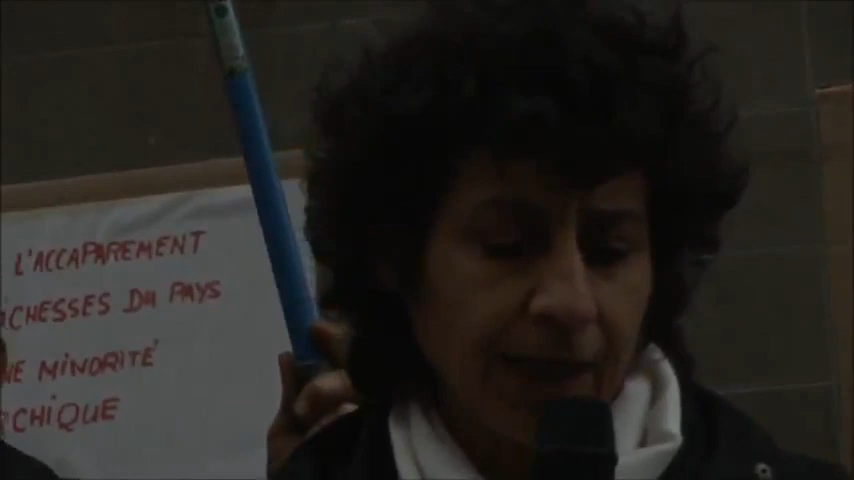 L'ACCAPAREMENT
CHESSES DU PAYS
NE MINORITÉ
CHIQUE